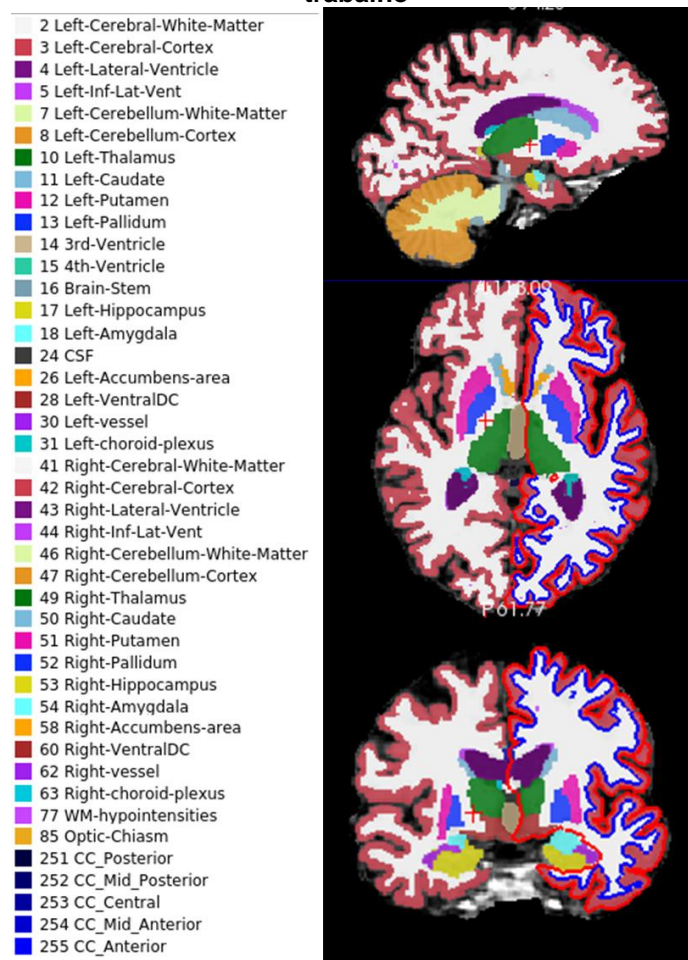 trabalho
2 Left-Cerebral-White-Matter
3 Left-Cerebral-Cortex
4 Left-Lateral-Ventricle
5 Left-Inf-Lat-Vent
7 Left-Cerebellum-White-Matter
8 Left-Cerebellum-Cortex
10 Left-Thalamus
11 Left-Caudate
12 Left-Putamen
13 Left-Pallidum
14 3rd-Ventricle
15 4th-Ventricle
16 Brain-Stem
17 Left-Hippocampus
18 Left-Amygdala
24 CSF
26 Left-Accumbens-area
28 Left-VentralDC
30 Left-vessel
31 Left-choroid-plexus
41 Right-Cerebral-White-Matter
42 Right-Cerebral-Cortex
43 Right-Lateral-Ventricle
44 Right-Inf-Lat-Vent
46 Right-Cerebellum-White-Matter
47 Right-Cerebellum-Cortex
49 Right-Thalamus
50 Right-Caudate
51 Right-Putamen
52 Right-Pallidum
53 Right-Hippocampus
54 Right-Amygdala
58 Right-Accumbens-area
60 Right-VentralDC
62 Right-vessel
63 Right-choroid-plexus
77 WM-hypointensities
85 Optic-Chiasm
251 CC_Posterior
252 CC_Mid_Posterior
253 CC_Central
254 CC_Mid_Anterior
255 CC_Anterior
P 61.77